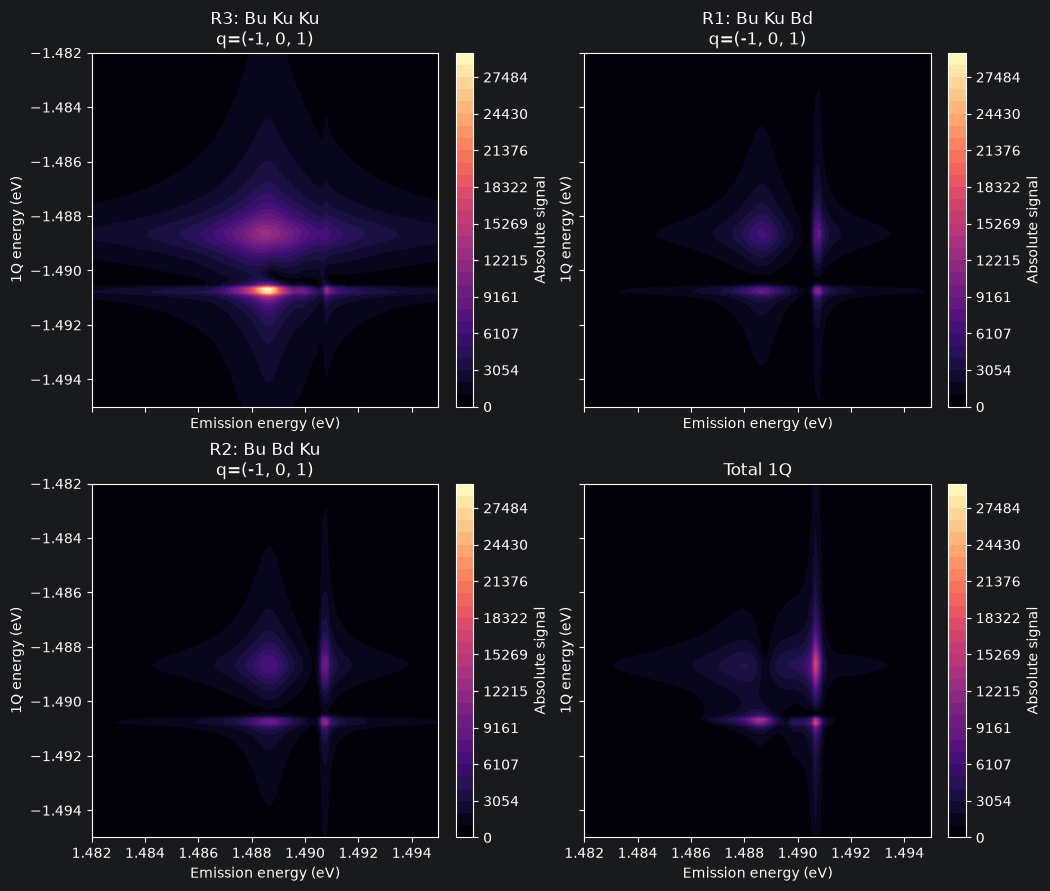 R3: Bu Ku Ku
q=(-1, 0, 1)
R1: Bu Ku Bd
q=(-1, 0, 1)
−1.482
−1.484
−1.486
−1.488
−1.490
−1.492
−1.494
1Q energy (eV)
Emission energy (eV)
27484
24430
21376
18322
15269
12215
9161
6107
3054
0
Absolute signal
1Q energy (eV)
Emission energy (eV)
27484
24430
21376
18322
15269
12215
9161
6107
3054
0
Absolute signal
R2: Bu Bd Ku
q=(-1, 0, 1)
Total 1Q
−1.482
−1.484
−1.486
−1.488
−1.490
−1.492
−1.494
1Q energy (eV)
1.482 1.484 1.486 1.488 1.490 1.492 1.494
Emission energy (eV)
27484
24430
21376
18322
15269
12215
9161
6107
3054
0
Absolute signal
1Q energy (eV)
1.482 1.484 1.486 1.488 1.490 1.492 1.494
Emission energy (eV)
27484
24430
21376
18322
15269
12215
9161
6107
3054
0
Absolute signal